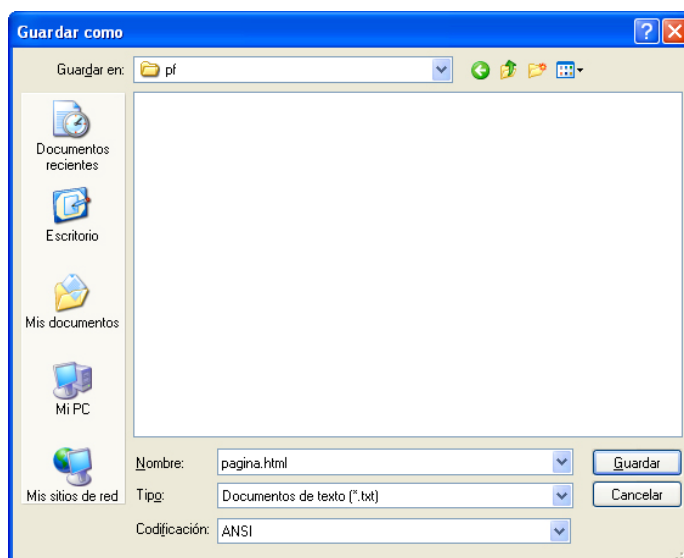 Guardar como
Guardar en:
pf
Documentos
recientes
Escritorio
Mis documentos
Mi PC
Mis sitios de red
Nombre:
pagina.html
Guardar
Tipo:
Documentos de texto (*.txt)
Cancelar
Codificación:
ANSI